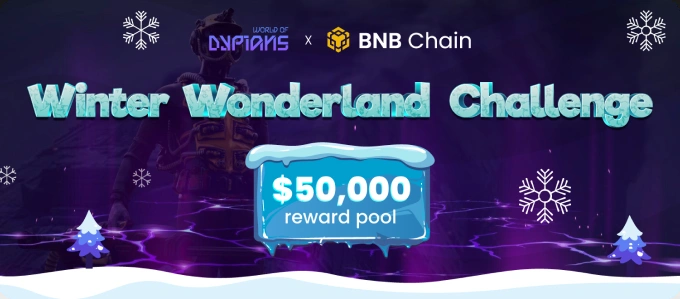 WORLD OF
DYPIANS x BNB Chain
Winter Wonderland Challenge
$50,000
reward pool